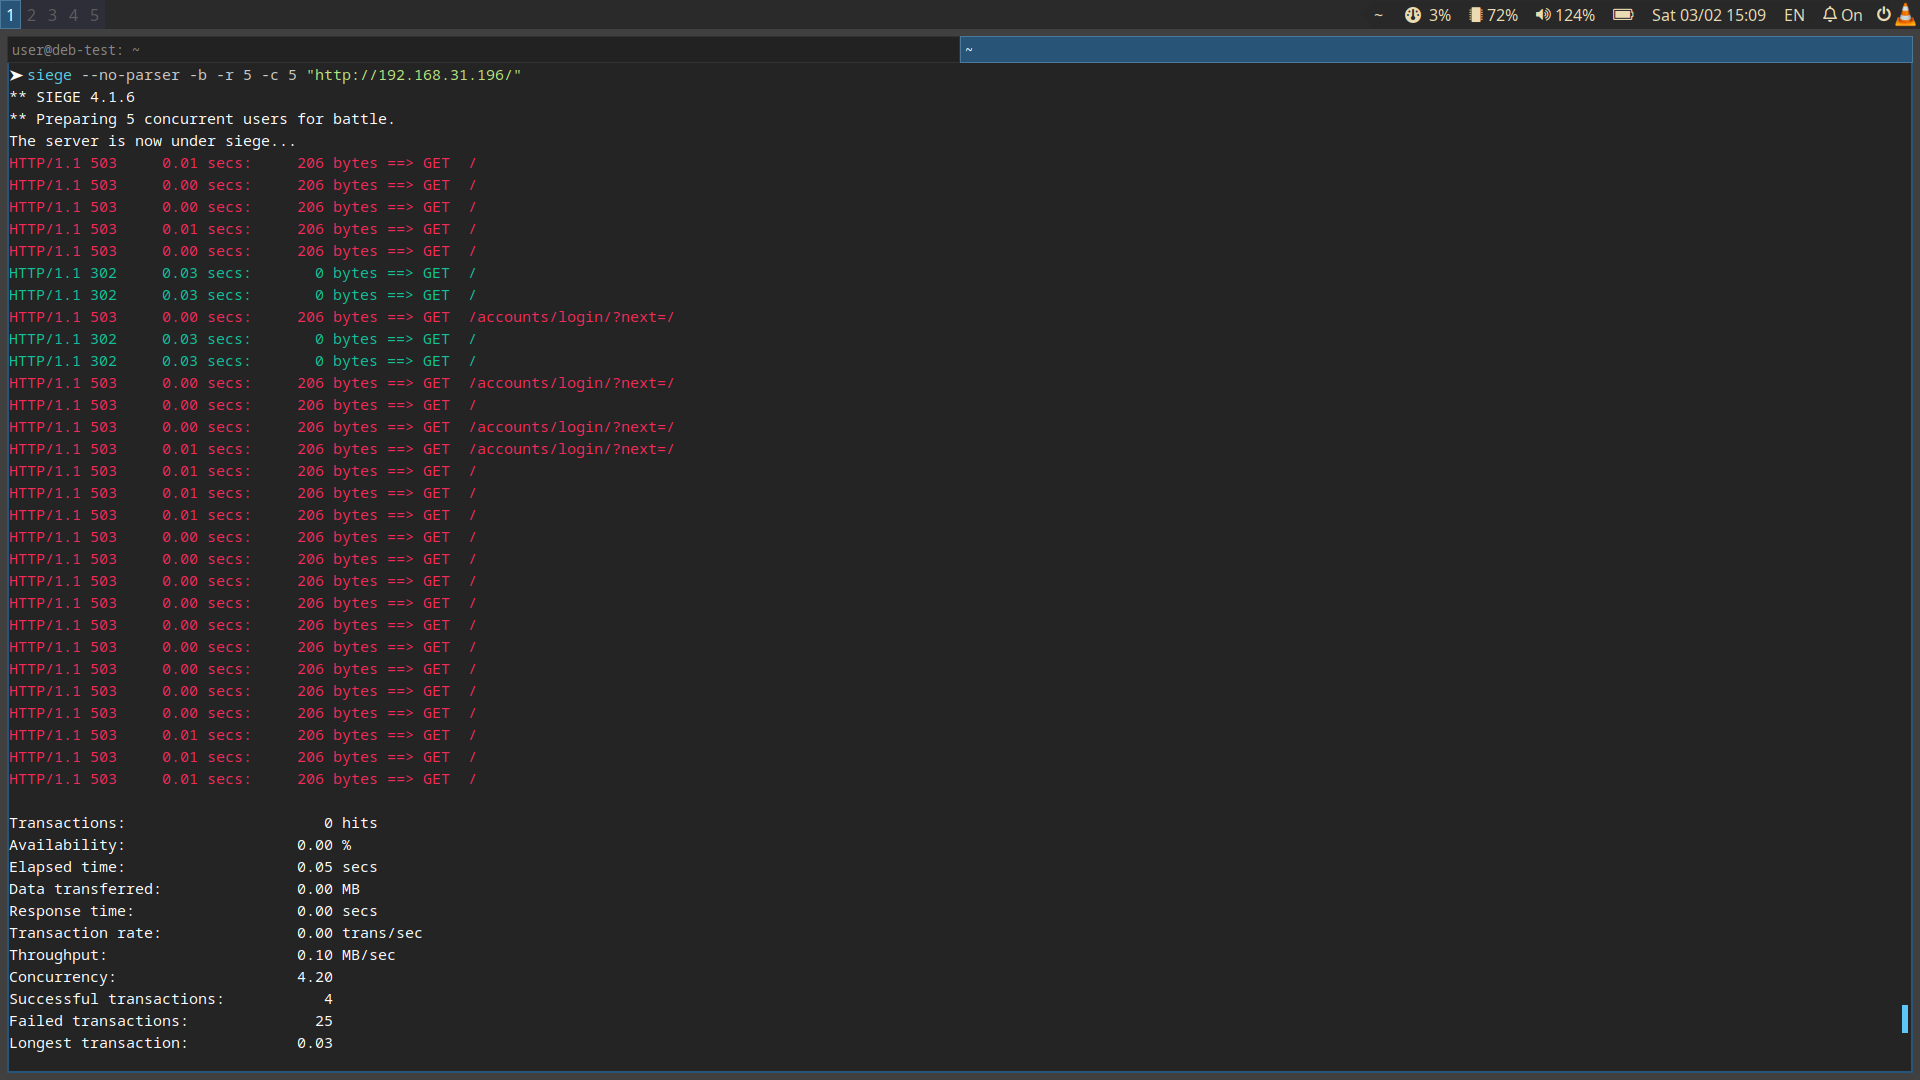 1 2 3 4 5 ~ 3% 72% 124% Sat 03/02 15:09 EN On
user@deb-test: ~ ~
➤ siege --no-parser -b -r 5 -c 5 "http://192.168.31.196/"
** SIEGE 4.1.6
** Preparing 5 concurrent users for battle.
The server is now under siege...
HTTP/1.1 503     0.01 secs:     206 bytes ==> GET  /
HTTP/1.1 503     0.00 secs:     206 bytes ==> GET  /
HTTP/1.1 503     0.00 secs:     206 bytes ==> GET  /
HTTP/1.1 503     0.01 secs:     206 bytes ==> GET  /
HTTP/1.1 503     0.00 secs:     206 bytes ==> GET  /
HTTP/1.1 302     0.03 secs:       0 bytes ==> GET  /
HTTP/1.1 302     0.03 secs:       0 bytes ==> GET  /
HTTP/1.1 503     0.00 secs:     206 bytes ==> GET  /accounts/login/?next=/
HTTP/1.1 302     0.03 secs:       0 bytes ==> GET  /
HTTP/1.1 302     0.03 secs:       0 bytes ==> GET  /
HTTP/1.1 503     0.00 secs:     206 bytes ==> GET  /accounts/login/?next=/
HTTP/1.1 503     0.00 secs:     206 bytes ==> GET  /
HTTP/1.1 503     0.00 secs:     206 bytes ==> GET  /accounts/login/?next=/
HTTP/1.1 503     0.01 secs:     206 bytes ==> GET  /accounts/login/?next=/
HTTP/1.1 503     0.01 secs:     206 bytes ==> GET  /
HTTP/1.1 503     0.01 secs:     206 bytes ==> GET  /
HTTP/1.1 503     0.01 secs:     206 bytes ==> GET  /
HTTP/1.1 503     0.00 secs:     206 bytes ==> GET  /
HTTP/1.1 503     0.00 secs:     206 bytes ==> GET  /
HTTP/1.1 503     0.00 secs:     206 bytes ==> GET  /
HTTP/1.1 503     0.00 secs:     206 bytes ==> GET  /
HTTP/1.1 503     0.00 secs:     206 bytes ==> GET  /
HTTP/1.1 503     0.00 secs:     206 bytes ==> GET  /
HTTP/1.1 503     0.00 secs:     206 bytes ==> GET  /
HTTP/1.1 503     0.00 secs:     206 bytes ==> GET  /
HTTP/1.1 503     0.00 secs:     206 bytes ==> GET  /
HTTP/1.1 503     0.01 secs:     206 bytes ==> GET  /
HTTP/1.1 503     0.01 secs:     206 bytes ==> GET  /
HTTP/1.1 503     0.01 secs:     206 bytes ==> GET  /
Transactions:                      0 hits
Availability:                   0.00 %
Elapsed time:                   0.05 secs
Data transferred:               0.00 MB
Response time:                  0.00 secs
Transaction rate:               0.00 trans/sec
Throughput:                     0.10 MB/sec
Concurrency:                    4.20
Successful transactions:           4
Failed transactions:              25
Longest transaction:            0.03